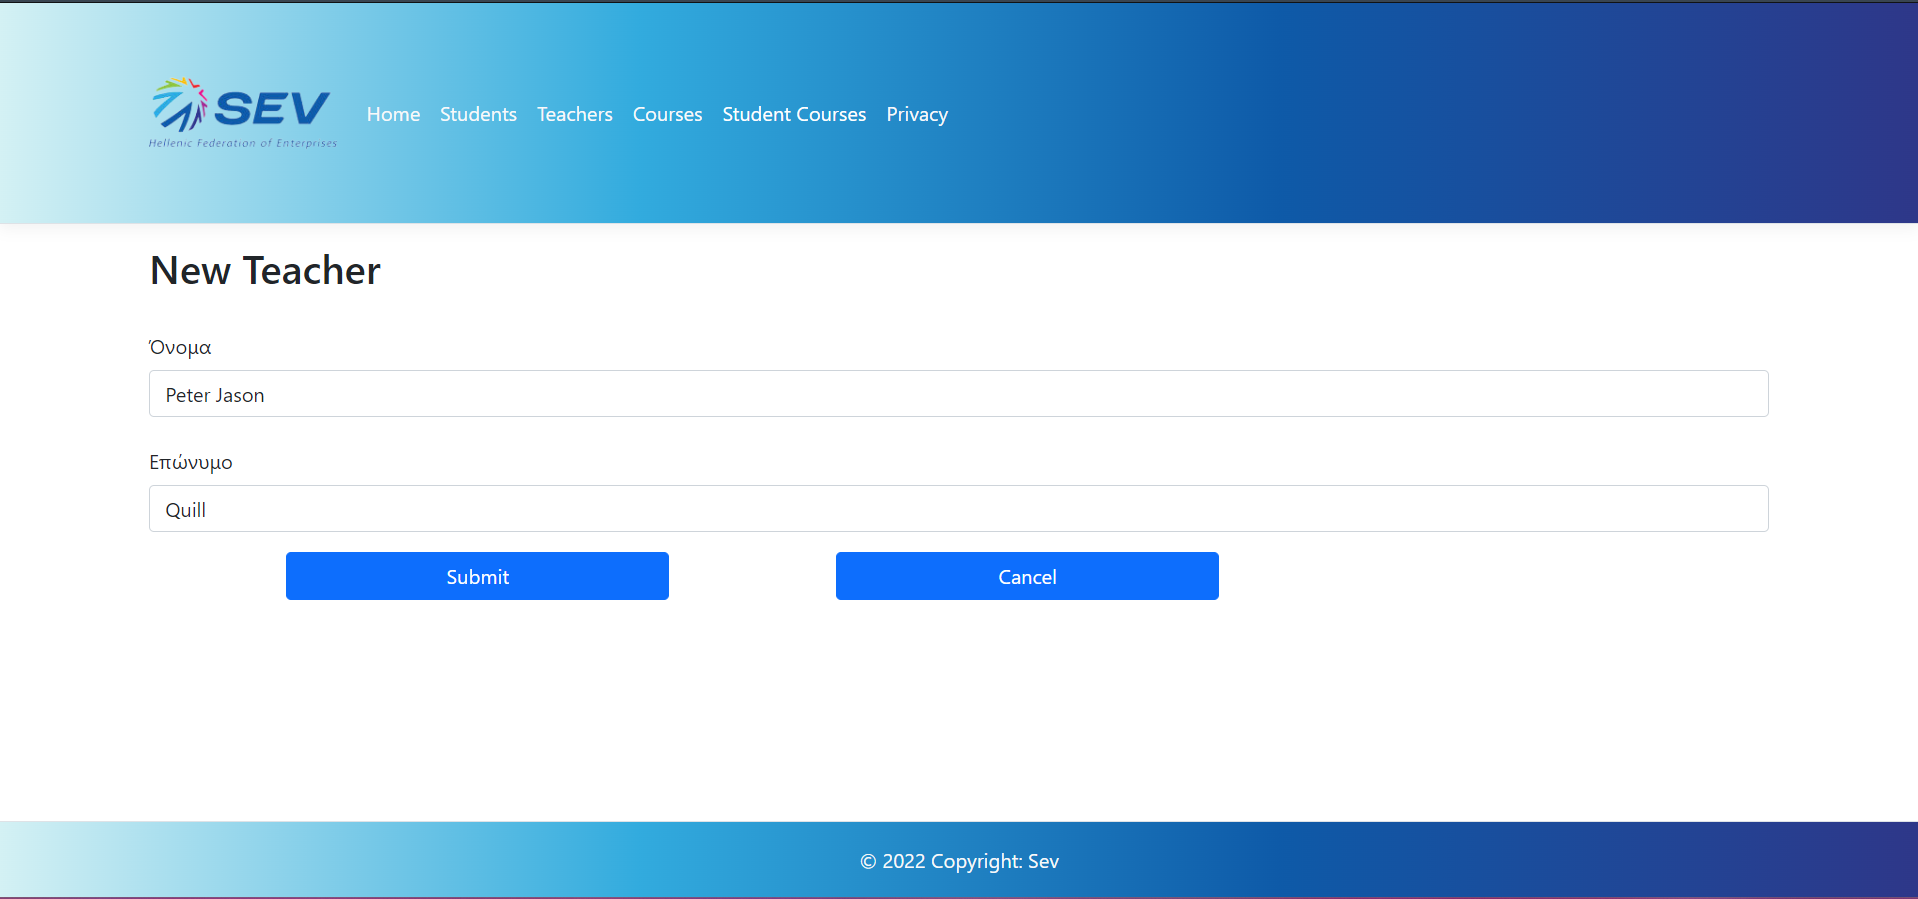 SEV
Hellenic Federation of Enterprises
Home Students Teachers Courses Student Courses Privacy
New Teacher
Όνομα
Peter Jason
Επώνυμο
Quill
Submit Cancel
© 2022 Copyright: Sev